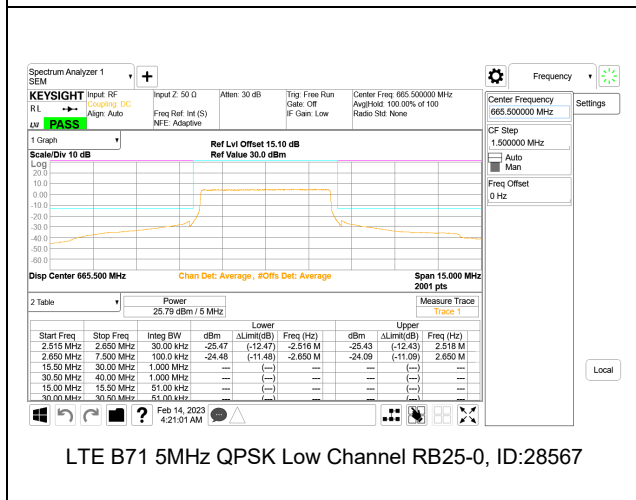 Spectrum Analyzer 1
SEM
Frequency
KEYSIGHT
R L
LXI
PASS
Input: RF
Coupling: DC
Align: Auto
Input Z: 50 Ω
Freq Ref: Int (S)
NFE: Adaptive
Atten: 30 dB
Trig: Free Run
Gate: Off
IF Gain: Low
Center Freq: 665.500000 MHz
Avg|Hold: 100.00% of 100
Radio Std: None
Center Frequency
665.500000 MHz
Settings
CF Step
1.500000 MHz
Auto
Man
Freq Offset
0 Hz
Local
1 Graph
Scale/Div 10 dB
Ref Lvl Offset 15.10 dB
Ref Value 30.0 dBm
Log
20.0
10.0
0.00
-10.0
-20.0
-30.0
-40.0
-50.0
-60.0
Disp Center 665.500 MHz
Chan Det: Average, #Offs Det: Average
Span 15.000 MHz
2001 pts
2 Table
Power
25.79 dBm / 5 MHz
Measure Trace
Trace 1
Lower Upper
Start Freq Stop Freq Integ BW dBm ΔLimit(dB) Freq (Hz) dBm ΔLimit(dB) Freq (Hz)
2.515 MHz 2.650 MHz 30.00 kHz -25.47 (-12.47) -2.516 M -25.43 (-12.43) 2.518 M
2.650 MHz 7.500 MHz 100.0 kHz -24.48 (-11.48) -2.650 M -24.09 (-11.09) 2.650 M
15.50 MHz 30.00 MHz 1.000 MHz --- (---) --- --- (---) ---
30.50 MHz 40.00 MHz 1.000 MHz --- (---) --- --- (---) ---
15.00 MHz 15.50 MHz 51.00 kHz --- (---) --- --- (---) ---
30.00 MHz 30.50 MHz 51.00 kHz --- (---) --- --- (---) ---
?
Feb 14, 2023
4:21:01 AM
LTE B71 5MHz QPSK Low Channel RB25-0, ID:28567